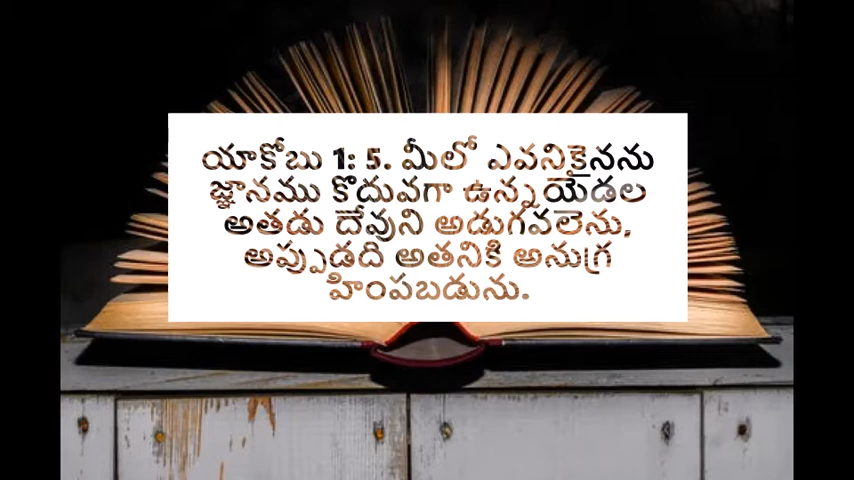 యాకోబు 1: 5. మీలో ఎవనికైనను
జ్ఞానము కొదువగా ఉన్నయెడల
అతడు దేవుని అడుగవలెను.
అప్పుడది అతనికి అనుగ్ర
హింపబడును.